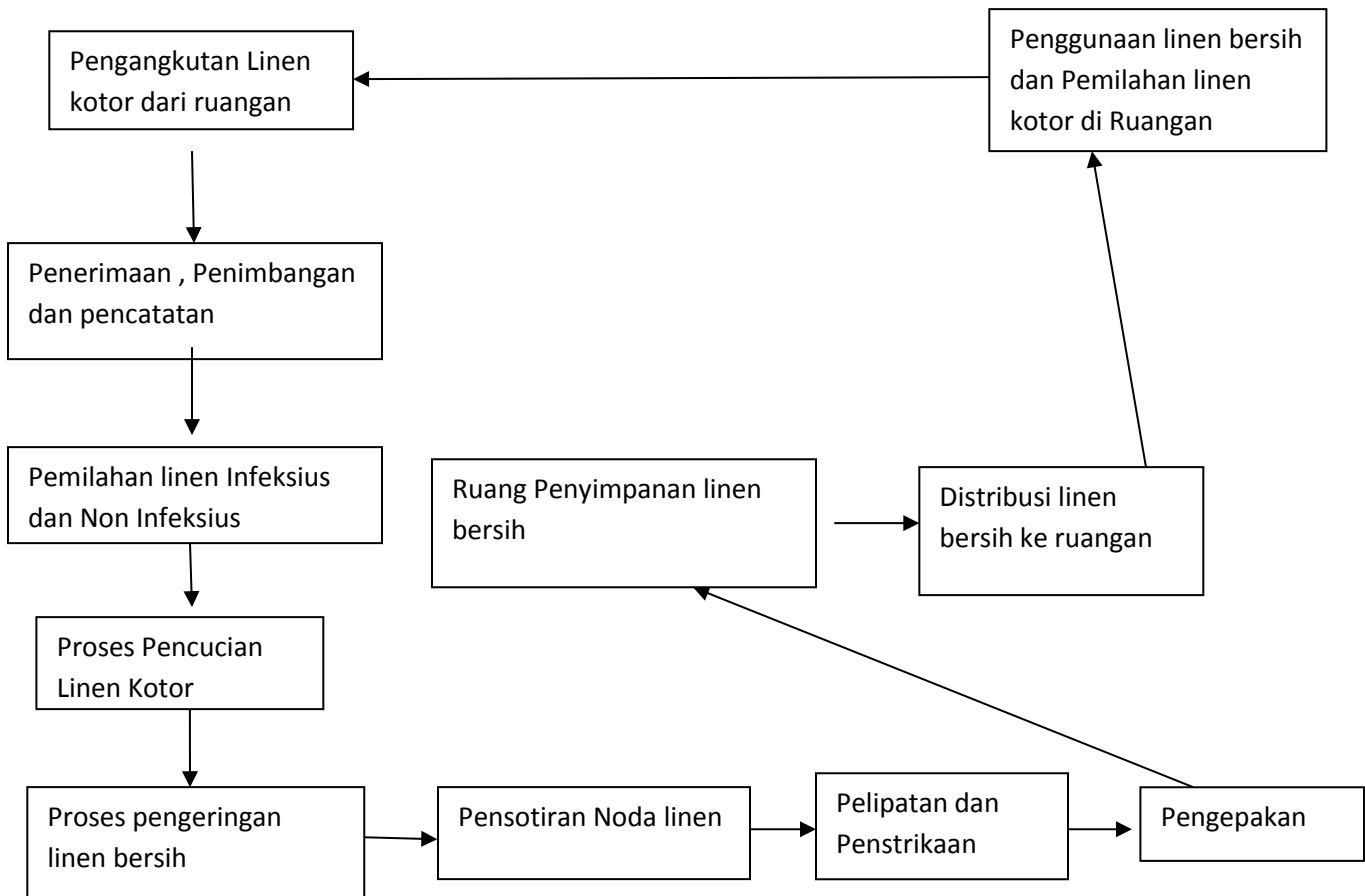 Pengangkutan Linen
kotor dari ruangan
Penggunaan linen bersih
dan Pemilahan linen
kotor di Ruangan
Penerimaan , Penimbangan
dan pencatatan
Pemilahan linen Infeksius
dan Non Infeksius
Ruang Penyimpanan linen
bersih
Distribusi linen
bersih ke ruangan
Proses Pencucian
Linen Kotor
Proses pengeringan
linen bersih
Pensotiran Noda linen
Pelipatan dan
Penstrikaan
Pengepakan